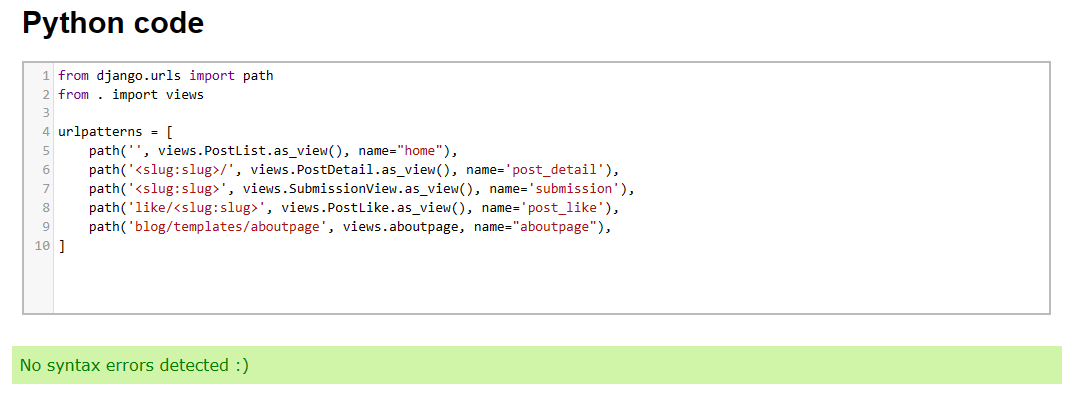 Python code
1 from django.urls import path
2 from . import views
3
4 urlpatterns = [
5     path('', views.PostList.as_view(), name="home"),
6     path('<slug:slug>/', views.PostDetail.as_view(), name='post_detail'),
7     path('<slug:slug>', views.SubmissionView.as_view(), name='submission'),
8     path('like/<slug:slug>', views.PostLike.as_view(), name='post_like'),
9     path('blog/templates/aboutpage', views.aboutpage, name="aboutpage"),
10 ]
No syntax errors detected :)